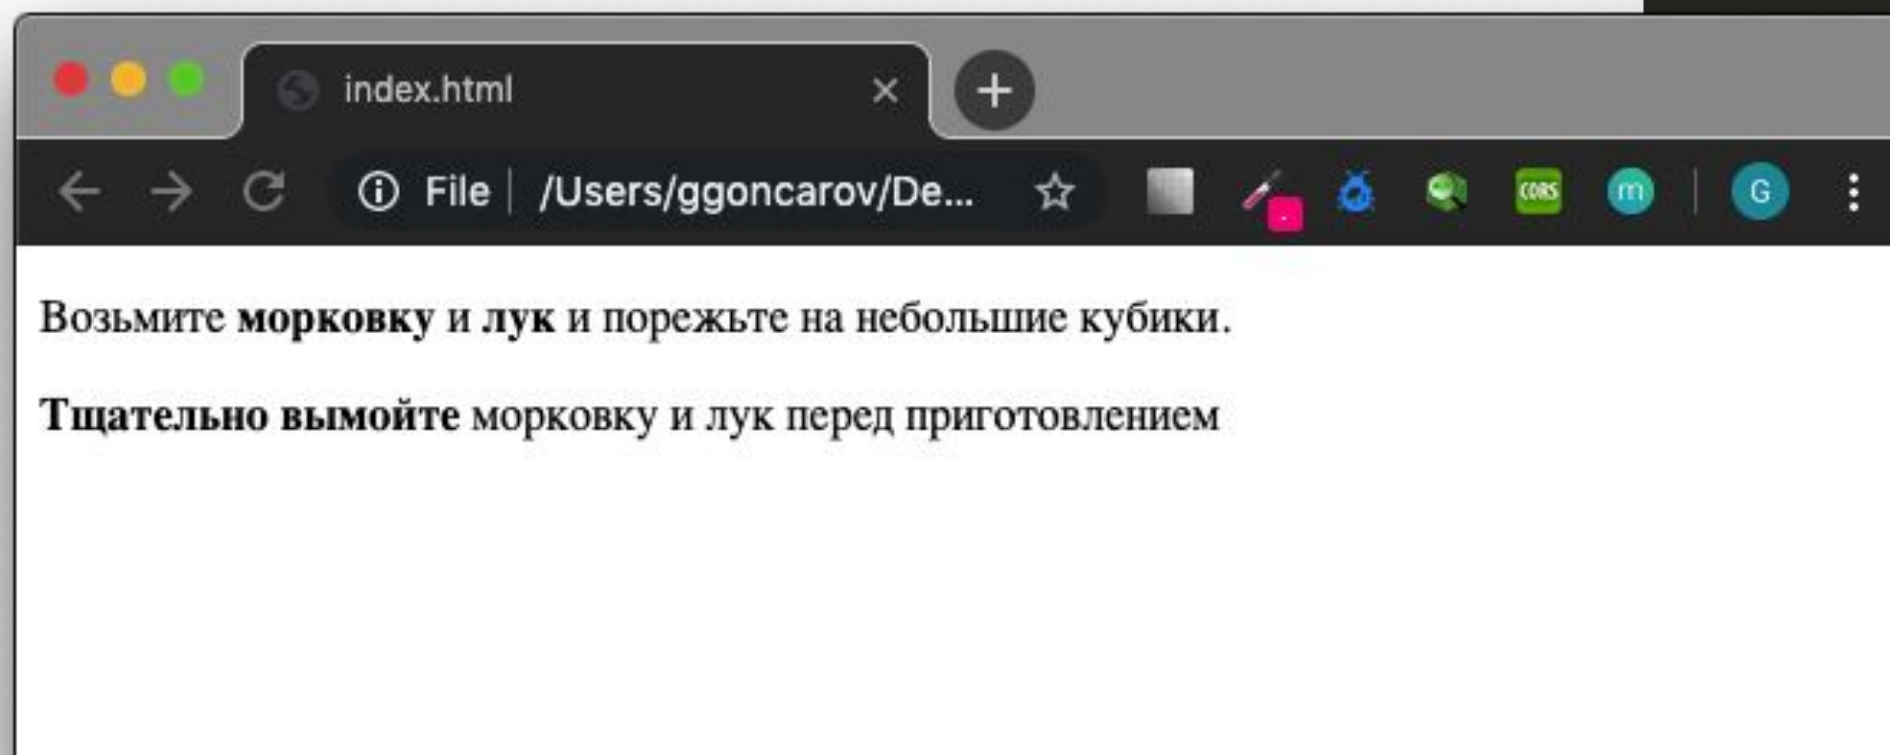 index.html
File /Users/ggoncarov/De...
CORS m G
Возьмите морковку и лук и порежьте на небольшие кубики.
Тщательно вымойте морковку и лук перед приготовлением